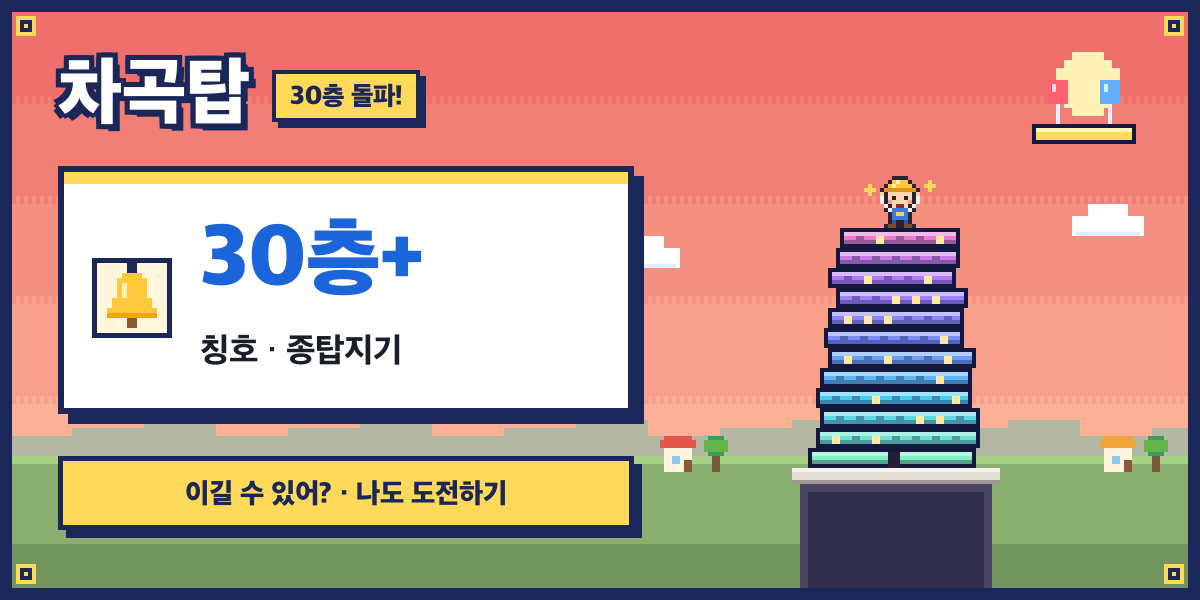 차곡탑
30층 돌파!
30층+
칭호 · 종탑지기
이길 수 있어? · 나도 도전하기